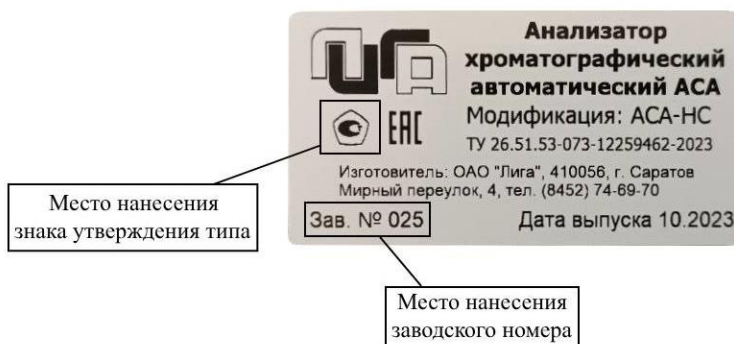 Лига
Анализатор
хроматографический
автоматический АСА
ЕАС
Модификация: АСА-НС
ТУ 26.51.53-073-12259462-2023
Изготовитель: ОАО "Лига", 410056, г. Саратов
Мирный переулок, 4, тел. (8452) 74-69-70
Зав. № 025
Дата выпуска 10.2023
Место нанесения
знака утверждения типа
Место нанесения
заводского номера